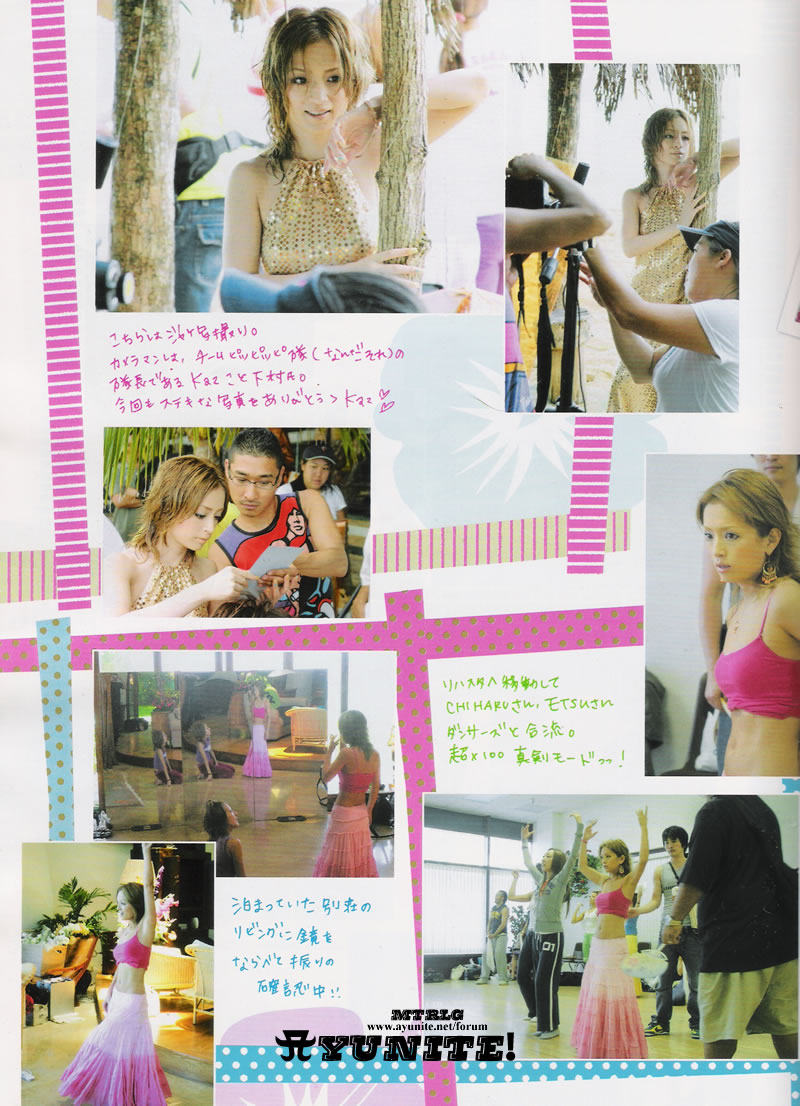 こちらはジャケ写撮り。
カメラマンは、チームピッピッピ隊(なんだそれ)の
隊長であるKazこと下村氏。
今回もステキな写真をありがとう>Kaz♡
リハスタへ移動して
CHIHARUさん、ETSUさん
ダンサーズと合流。
超×100 真剣モードっっ!
泊まっていた別荘の
リビングに鏡を
ならべて振りの
確認中!!
01
MTRLG
www.ayunite.net/forum
AYUNITE!